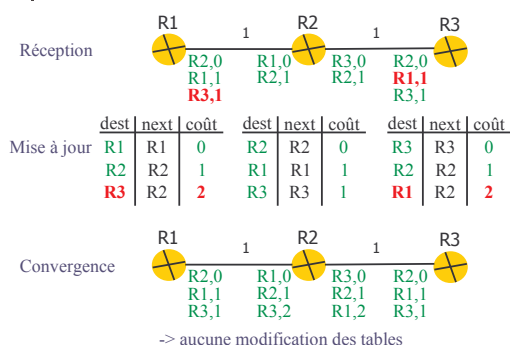 R1 R2 R3
1 1
Réception
R2,0 R1,0 R3,0 R2,0
R1,1 R2,1 R2,1 R1,1
R3,1 R3,1
dest next coût dest next coût dest next coût
Mise à jour R1 R1 0 R2 R2 0 R3 R3 0
R2 R2 1 R1 R1 1 R2 R2 1
R3 R2 2 R3 R3 1 R1 R2 2
R1 R2 R3
1 1
Convergence
R2,0 R1,0 R3,0 R2,0
R1,1 R2,1 R2,1 R1,1
R3,1 R3,2 R1,2 R3,1
-> aucune modification des tables